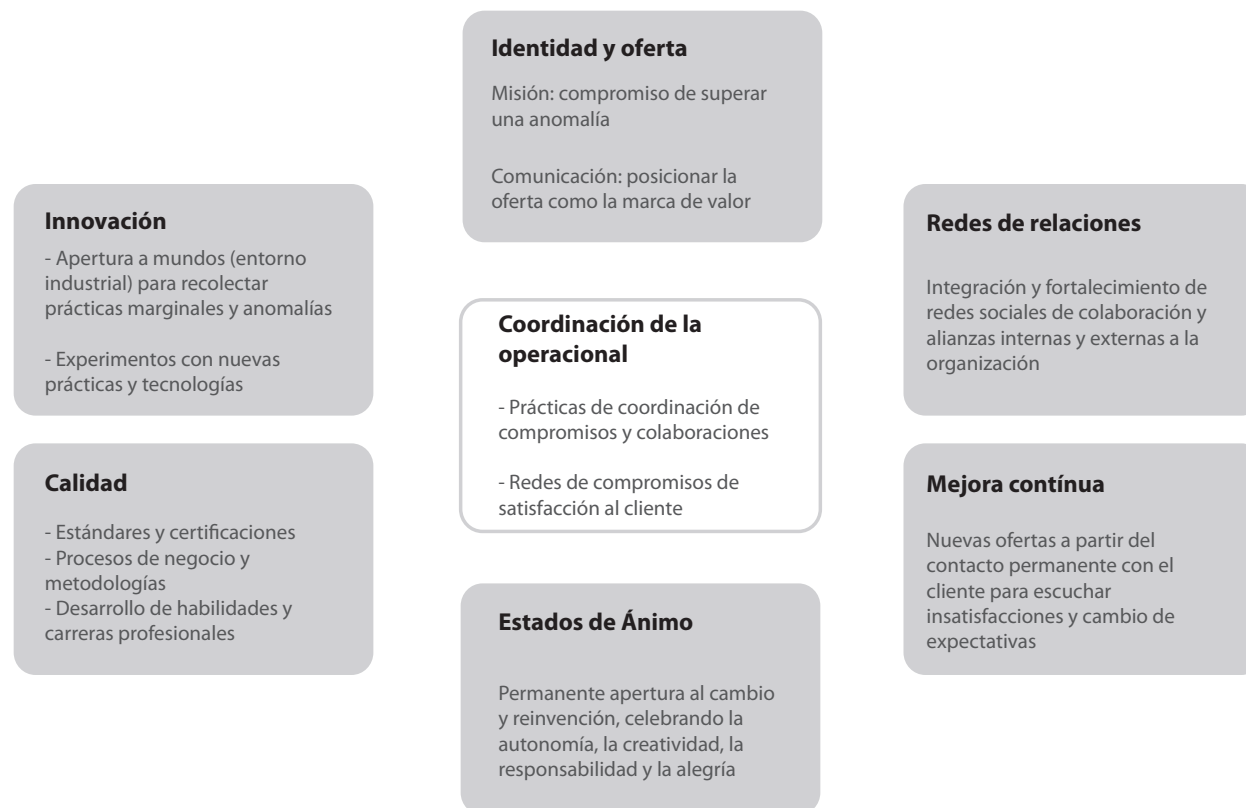 Identidad y oferta
Misión: compromiso de superar
una anomalía
Comunicación: posicionar la
oferta como la marca de valor
Innovación
- Apertura a mundos (entorno
industrial) para recolectar
prácticas marginales y anomalías
- Experimentos con nuevas
prácticas y tecnologías
Redes de relaciones
Integración y fortalecimiento de
redes sociales de colaboración y
alianzas internas y externas a la
organización
Coordinación de la
operacional
- Prácticas de coordinación de
compromisos y colaboraciones
- Redes de compromisos de
satisfacción al cliente
Calidad
- Estándares y certificaciones
- Procesos de negocio y
metodologías
- Desarrollo de habilidades y
carreras profesionales
Mejora contínua
Nuevas ofertas a partir del
contacto permanente con el
cliente para escuchar
insatisfacciones y cambio de
expectativas
Estados de Ánimo
Permanente apertura al cambio
y reinvención, celebrando la
autonomía, la creatividad, la
responsabilidad y la alegría